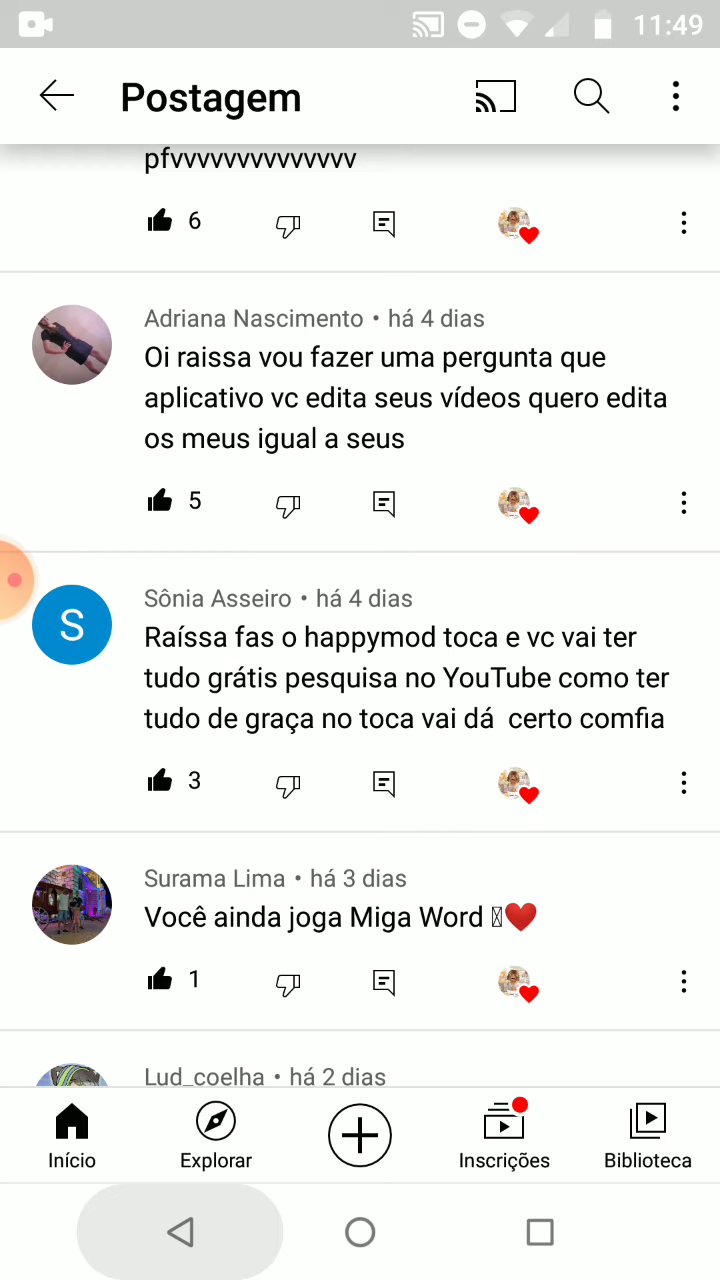 11:49
Postagem
pfvvvvvvvvvvvvvv
6
Adriana Nascimento • há 4 dias
Oi raissa vou fazer uma pergunta que
aplicativo vc edita seus vídeos quero edita
os meus igual a seus
5
S
Sônia Asseiro • há 4 dias
Raíssa fas o happymod toca e vc vai ter
tudo grátis pesquisa no YouTube como ter
tudo de graça no toca vai dá  certo comfia
3
Surama Lima • há 3 dias
Você ainda joga Miga Word ❤️
1
Lud_coelha • há 2 dias
Início Explorar Inscrições Biblioteca